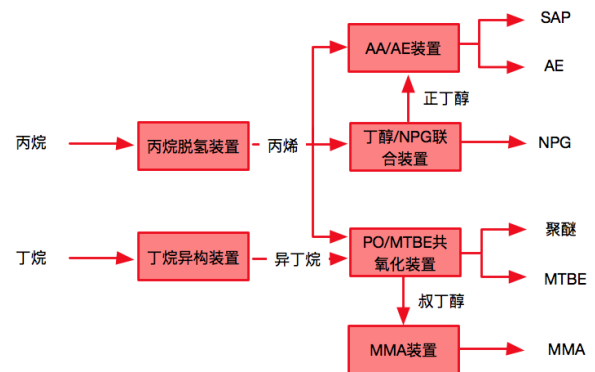 SAP
AA/AE装置
AE
正丁醇
丙烷
丙烷脱氢装置
丙烯
丁醇/NPG联
合装置
NPG
聚醚
PO/MTBE共
氧化装置
丁烷
丁烷异构装置
异丁烷
MTBE
叔丁醇
MMA装置
MMA